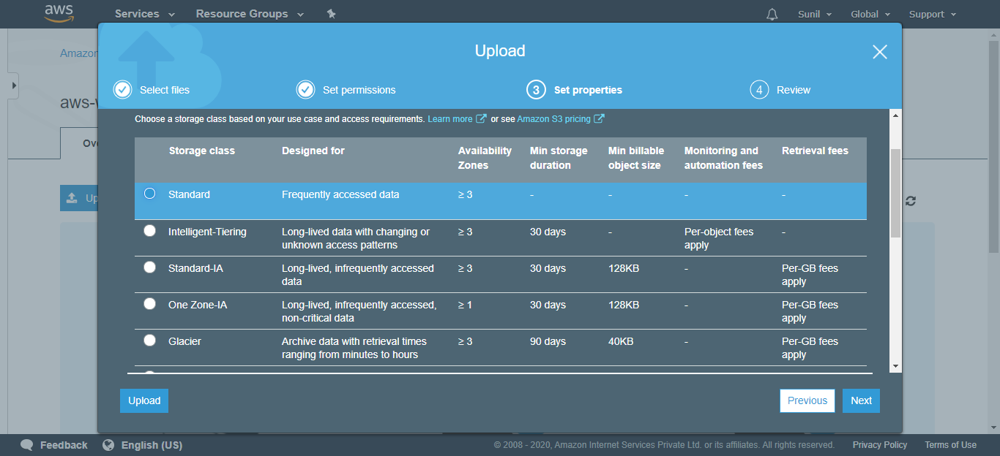 aws
Services
Resource Groups
Sunil
Global
Support
Upload
Select files
Set permissions
3 Set properties
4 Review
Choose a storage class based on your use case and access requirements. Learn more or see Amazon S3 pricing
Storage class Designed for Availability Zones Min storage duration Min billable object size Monitoring and automation fees Retrieval fees
Standard Frequently accessed data ≥ 3 - - - -
Intelligent-Tiering Long-lived data with changing or unknown access patterns ≥ 3 30 days - Per-object fees apply -
Standard-IA Long-lived, infrequently accessed data ≥ 3 30 days 128KB - Per-GB fees apply
One Zone-IA Long-lived, infrequently accessed, non-critical data ≥ 1 30 days 128KB - Per-GB fees apply
Glacier Archive data with retrieval times ranging from minutes to hours ≥ 3 90 days 40KB - Per-GB fees apply
Upload
Previous
Next
Feedback
English (US)
© 2008 - 2020, Amazon Internet Services Private Ltd. or its affiliates. All rights reserved.
Privacy Policy
Terms of Use